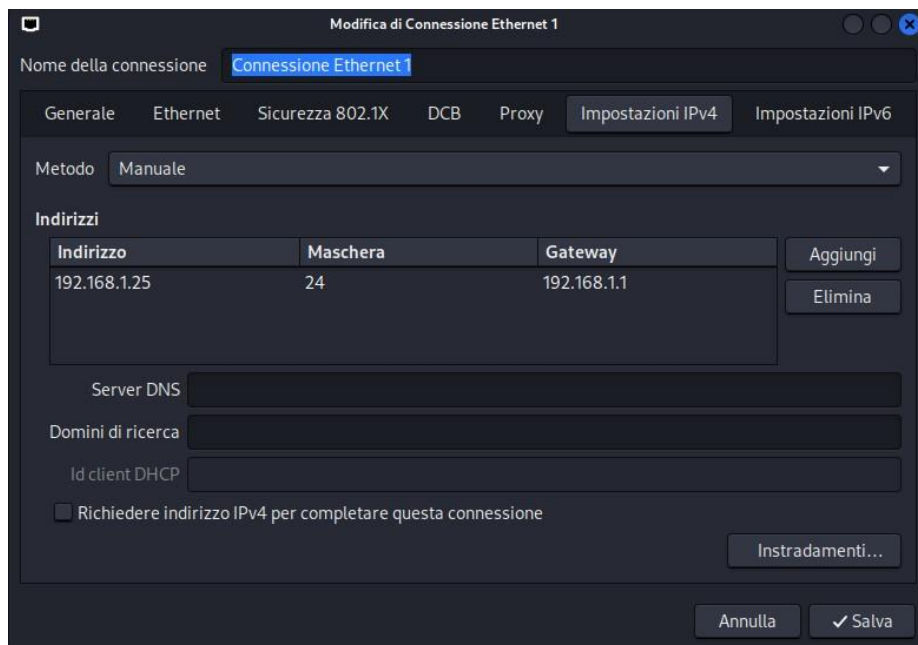 Modifica di Connessione Ethernet 1
Nome della connessione Connessione Ethernet 1
Generale Ethernet Sicurezza 802.1X DCB Proxy Impostazioni IPv4 Impostazioni IPv6
Metodo Manuale
Indirizzi
Indirizzo Maschera Gateway Aggiungi
192.168.1.25 24 192.168.1.1
Elimina
Server DNS
Domini di ricerca
Id client DHCP
Richiedere indirizzo IPv4 per completare questa connessione
Instradamenti...
Annulla Salva